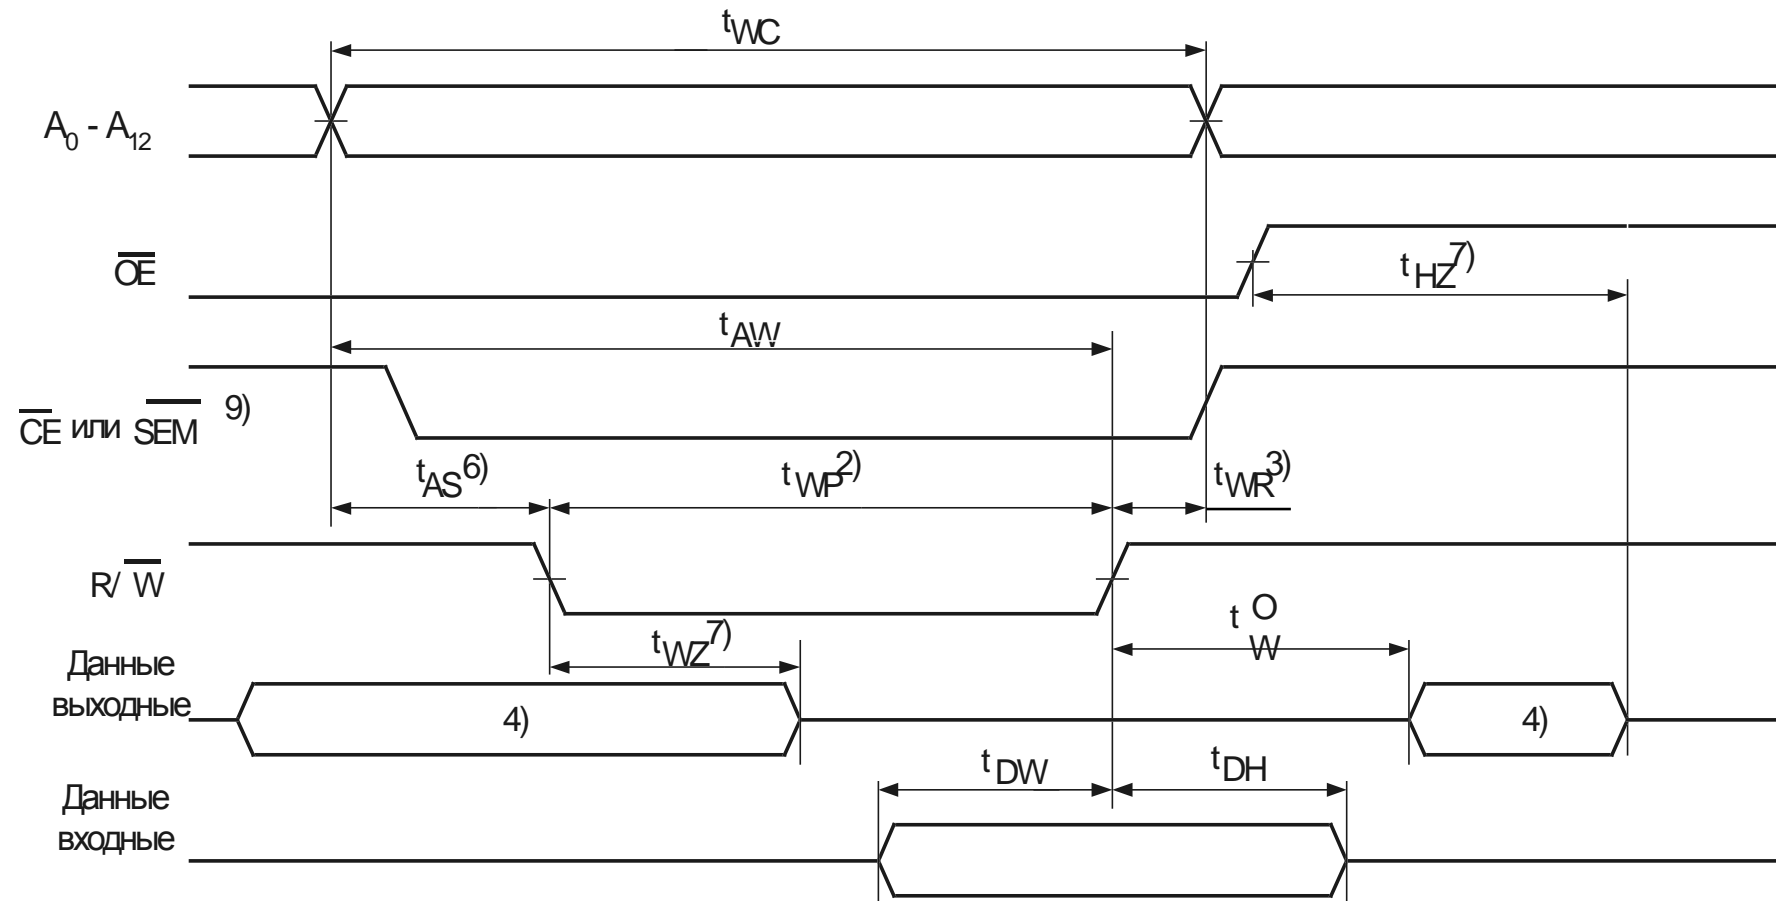 tWC
A0 - A12
OE
tHZ7)
tAW
CE или SEM 9)
tAS6)
tWP2)
tWR3)
R/ W
tOW
tWZ7)
Данные
выходные
4)
4)
tDW
tDH
Данные
входные